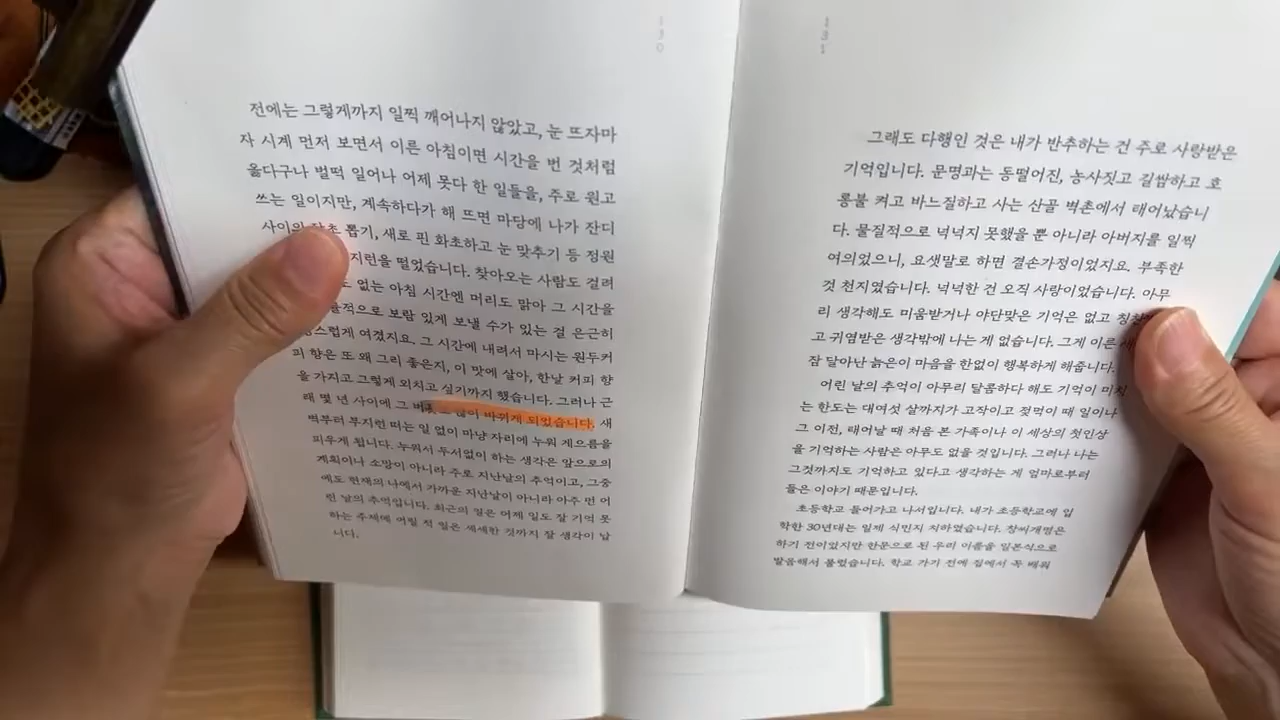 130
전에는 그렇게까지 일찍 깨어나지 않았고, 눈 뜨자마
자 시계 먼저 보면서 이른 아침이면 시간을 번 것처럼
옳다구나 벌떡 일어나 어제 못다 한 일들을, 주로 원고
쓰는 일이지만, 계속하다가 해 뜨면 마당에 나가 잔디
사이의 잡초 뽑기, 새로 핀 화초하고 눈 맞추기 등 정원
지런을 떨었습니다. 찾아오는 사람도 걸려
도 없는 아침 시간엔 머리도 맑아 그 시간을
적으로 보람 있게 보낼 수가 있는 걸 은근히
스럽게 여겼지요. 그 시간에 내려서 마시는 원두커
피 향은 또 왜 그리 좋은지, 이 맛에 살아, 한날 커피 향
을 가지고 그렇게 외치고 싶기까지 했습니다. 그러나 근
래 몇 년 사이에 그 많이 바뀌게 되었습니다. 새
벽부터 부지런 떠는 일 없이 마냥 자리에 누워 게으름을
피우게 됩니다. 누워서 두서없이 하는 생각은 앞으로의
계획이나 소망이 아니라 주로 지난날의 추억이고, 그중
에도 현재의 나에서 가까운 지난날이 아니라 아주 먼 어
린 날의 추억입니다. 최근의 일은 어제 일도 잘 기억 못
하는 주제에 어릴 적 일은 세세한 것까지 잘 생각이 납
니다.
131
그래도 다행인 것은 내가 반추하는 건 주로 사랑받은
기억입니다. 문명과는 동떨어진, 농사짓고 길쌈하고 호
롱불 켜고 바느질하고 사는 산골 벽촌에서 태어났습니
다. 물질적으로 넉넉지 못했을 뿐 아니라 아버지를 일찍
여의었으니, 요샛말로 하면 결손가정이었지요. 부족한
것 천지였습니다. 넉넉한 건 오직 사랑이었습니다. 아무
리 생각해도 미움받거나 야단맞은 기억은 없고 칭찬
고 귀염받은 생각밖에 나는 게 없습니다. 그게 이른 새
잠 달아난 늙은이 마음을 한없이 행복하게 해줍니다.
어린 날의 추억이 아무리 달콤하다 해도 기억이 미치
는 한도는 대여섯 살까지가 고작이고 젖먹이 때 일이나
그 이전, 태어날 때 처음 본 가족이나 이 세상의 첫인상
을 기억하는 사람은 아무도 없을 것입니다. 그러나 나는
그것까지도 기억하고 있다고 생각하는 게 엄마로부터
들은 이야기 때문입니다.
초등학교 들어가고 나서입니다. 내가 초등학교에 입
학한 30년대는 일제 식민지 치하였습니다. 창씨개명은
하기 전이었지만 한문으로 된 우리 이름을 일본식으로
발음해서 불렀습니다. 학교 가기 전에 집에서 꼭 배워